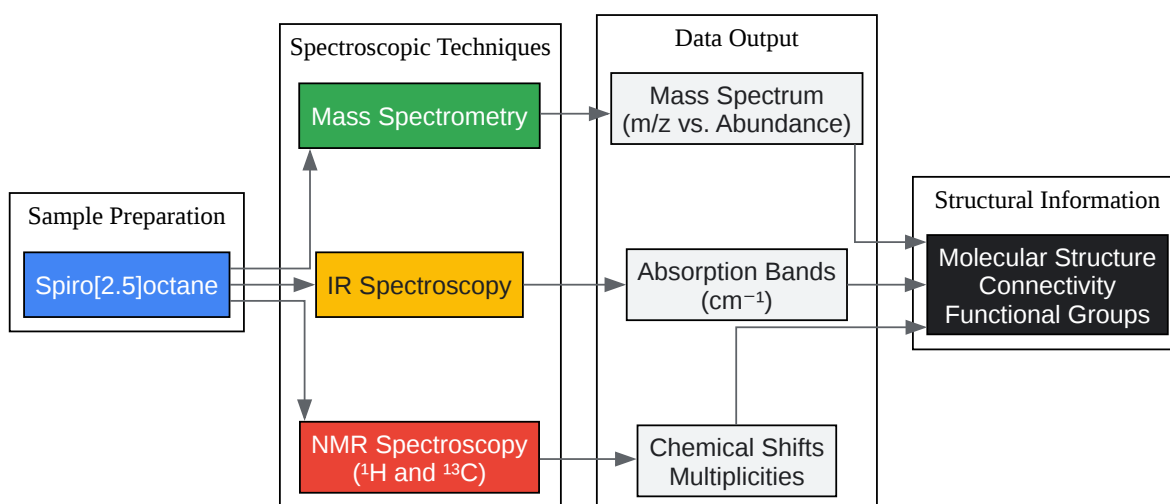 Sample Preparation
Spiro[2.5]octane
Spectroscopic Techniques
Mass Spectrometry
IR Spectroscopy
NMR Spectroscopy
(¹H and ¹³C)
Data Output
Mass Spectrum
(m/z vs. Abundance)
Absorption Bands
(cm⁻¹)
Chemical Shifts
Multiplicities
Structural Information
Molecular Structure
Connectivity
Functional Groups